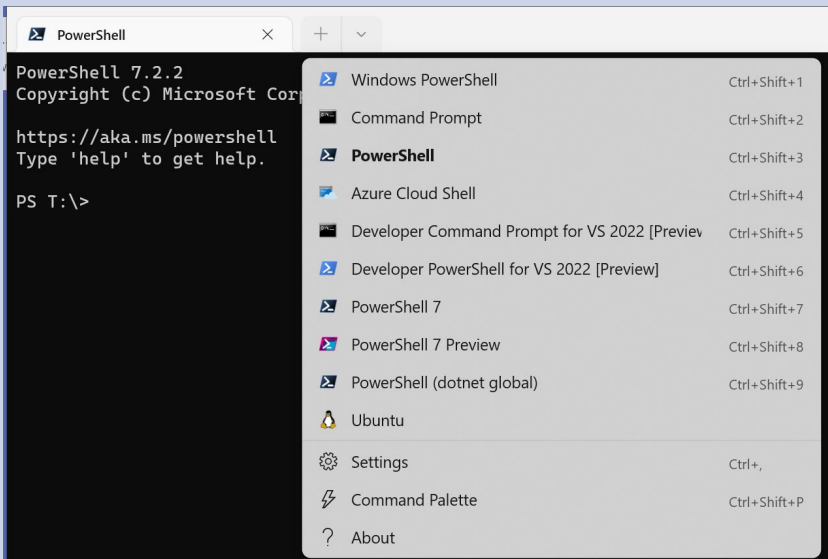 PowerShell
PowerShell 7.2.2
Copyright (c) Microsoft Corp
https://aka.ms/powershell
Type 'help' to get help.
PS T:\>
Windows PowerShell Ctrl+Shift+1
Command Prompt Ctrl+Shift+2
PowerShell Ctrl+Shift+3
Azure Cloud Shell Ctrl+Shift+4
Developer Command Prompt for VS 2022 [Preview Ctrl+Shift+5
Developer PowerShell for VS 2022 [Preview] Ctrl+Shift+6
PowerShell 7 Ctrl+Shift+7
PowerShell 7 Preview Ctrl+Shift+8
PowerShell (dotnet global) Ctrl+Shift+9
Ubuntu
Settings Ctrl+,
Command Palette Ctrl+Shift+P
About